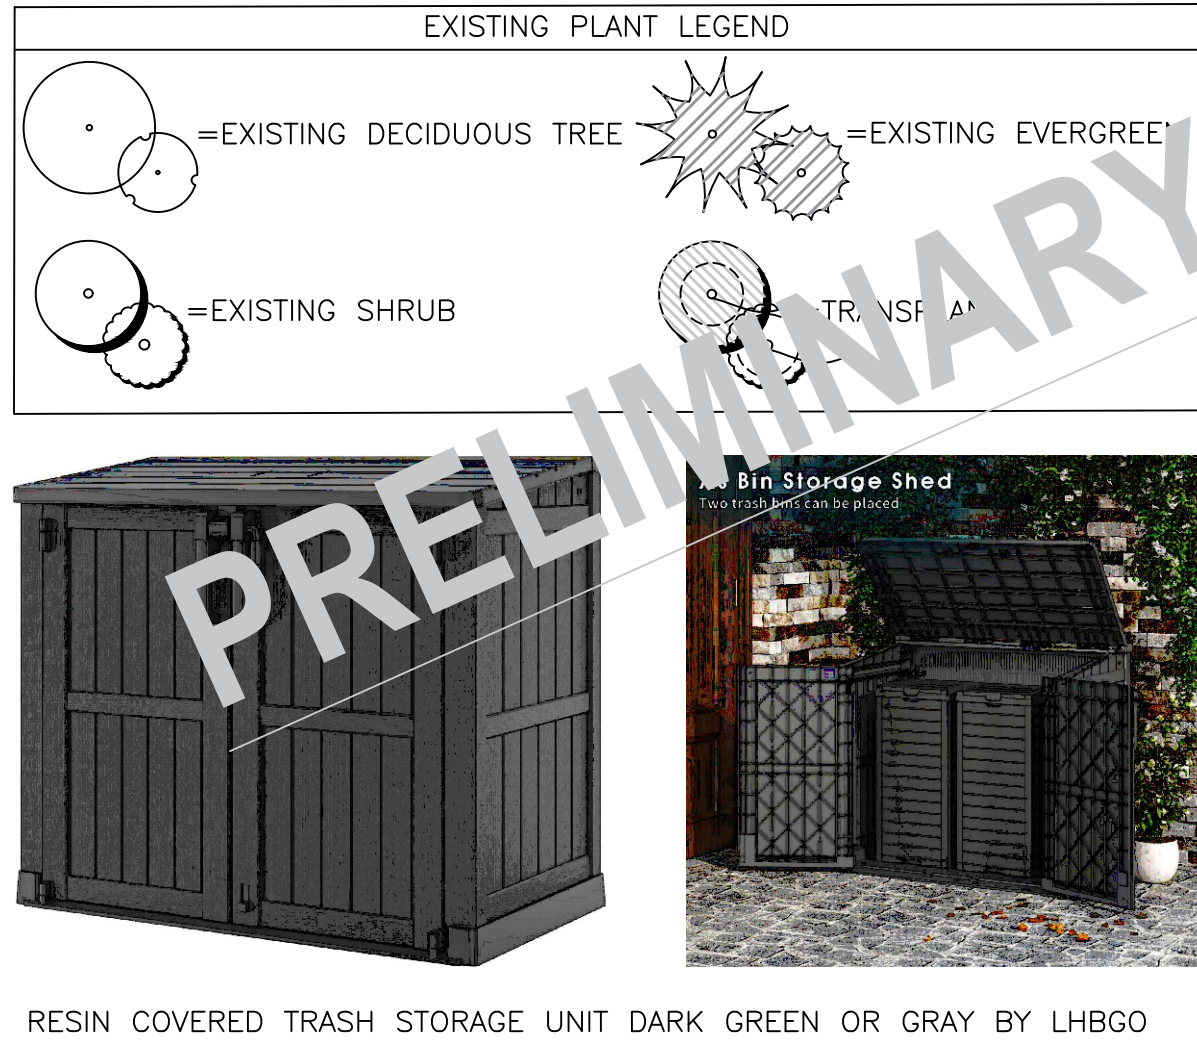 EXISTING PLANT LEGEND
=EXISTING DECIDUOUS TREE
=EXISTING EVERGREEN
=EXISTING SHRUB
PRELIMINARY
Bin Storage Shed
Two trash bins can be placed
RESIN COVERED TRASH STORAGE UNIT DARK GREEN OR GRAY BY LHBGO